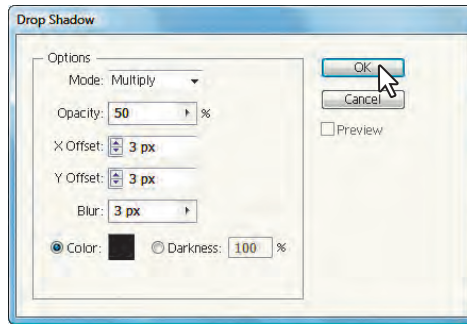 Drop Shadow
Options
Mode: Multiply
Opacity: 50 %
X Offset: 3 px
Y Offset: 3 px
Blur: 3 px
Color: Darkness: 100 %
OK
Cancel
Preview